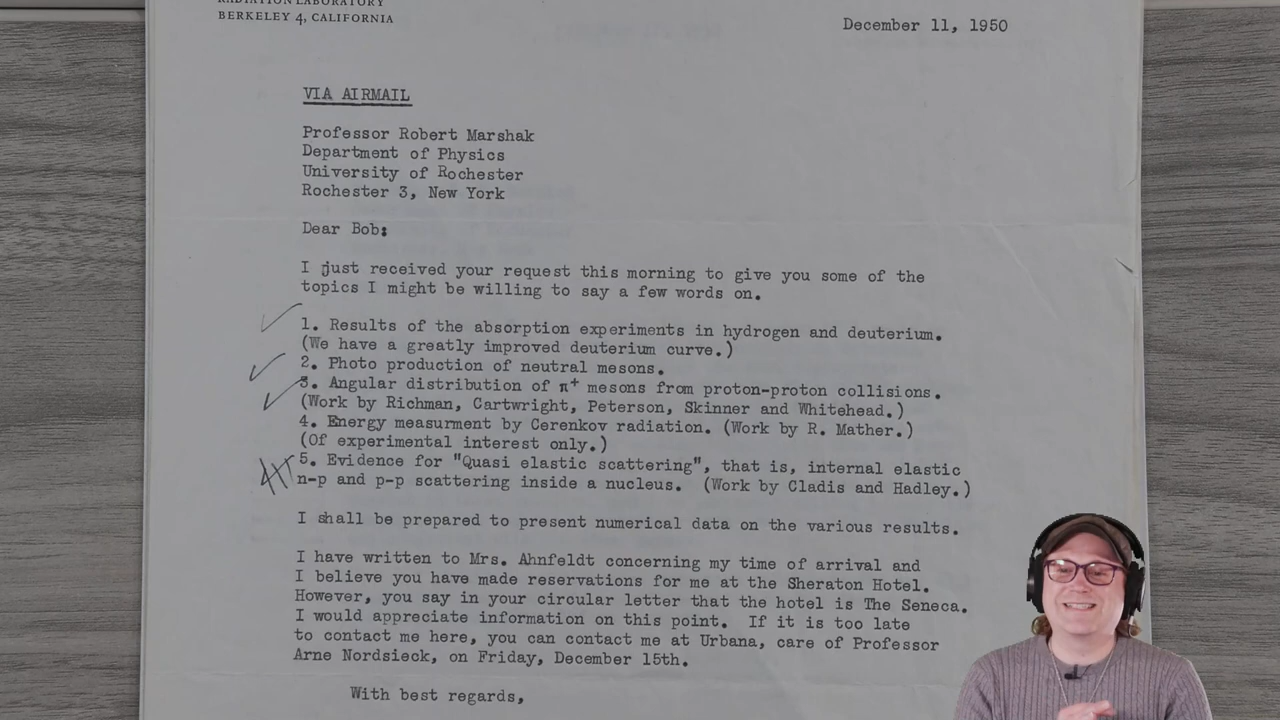 RADIATION LABORATORY
BERKELEY 4, CALIFORNIA
December 11, 1950
VIA AIRMAIL
Professor Robert Marshak
Department of Physics
University of Rochester
Rochester 3, New York
Dear Bob:
I just received your request this morning to give you some of the
topics I might be willing to say a few words on.
1. Results of the absorption experiments in hydrogen and deuterium.
(We have a greatly improved deuterium curve.)
2. Photo production of neutral mesons.
3. Angular distribution of π⁺ mesons from proton-proton collisions.
(Work by Richman, Cartwright, Peterson, Skinner and Whitehead.)
4. Energy measurment by Cerenkov radiation. (Work by R. Mather.)
(Of experimental interest only.)
5. Evidence for "Quasi elastic scattering", that is, internal elastic
n-p and p-p scattering inside a nucleus. (Work by Cladis and Hadley.)
I shall be prepared to present numerical data on the various results.
I have written to Mrs. Ahnfeldt concerning my time of arrival and
I believe you have made reservations for me at the Sheraton Hotel.
However, you say in your circular letter that the hotel is The Seneca.
I would appreciate information on this point. If it is too late
to contact me here, you can contact me at Urbana, care of Professor
Arne Nordsieck, on Friday, December 15th.
With best regards,